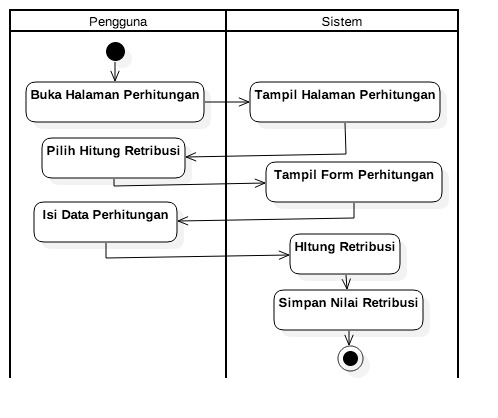 Pengguna
Sistem
Buka Halaman Perhitungan
Tampil Halaman Perhitungan
Pilih Hitung Retribusi
Tampil Form Perhitungan
Isi Data Perhitungan
HItung Retribusi
Simpan Nilai Retribusi